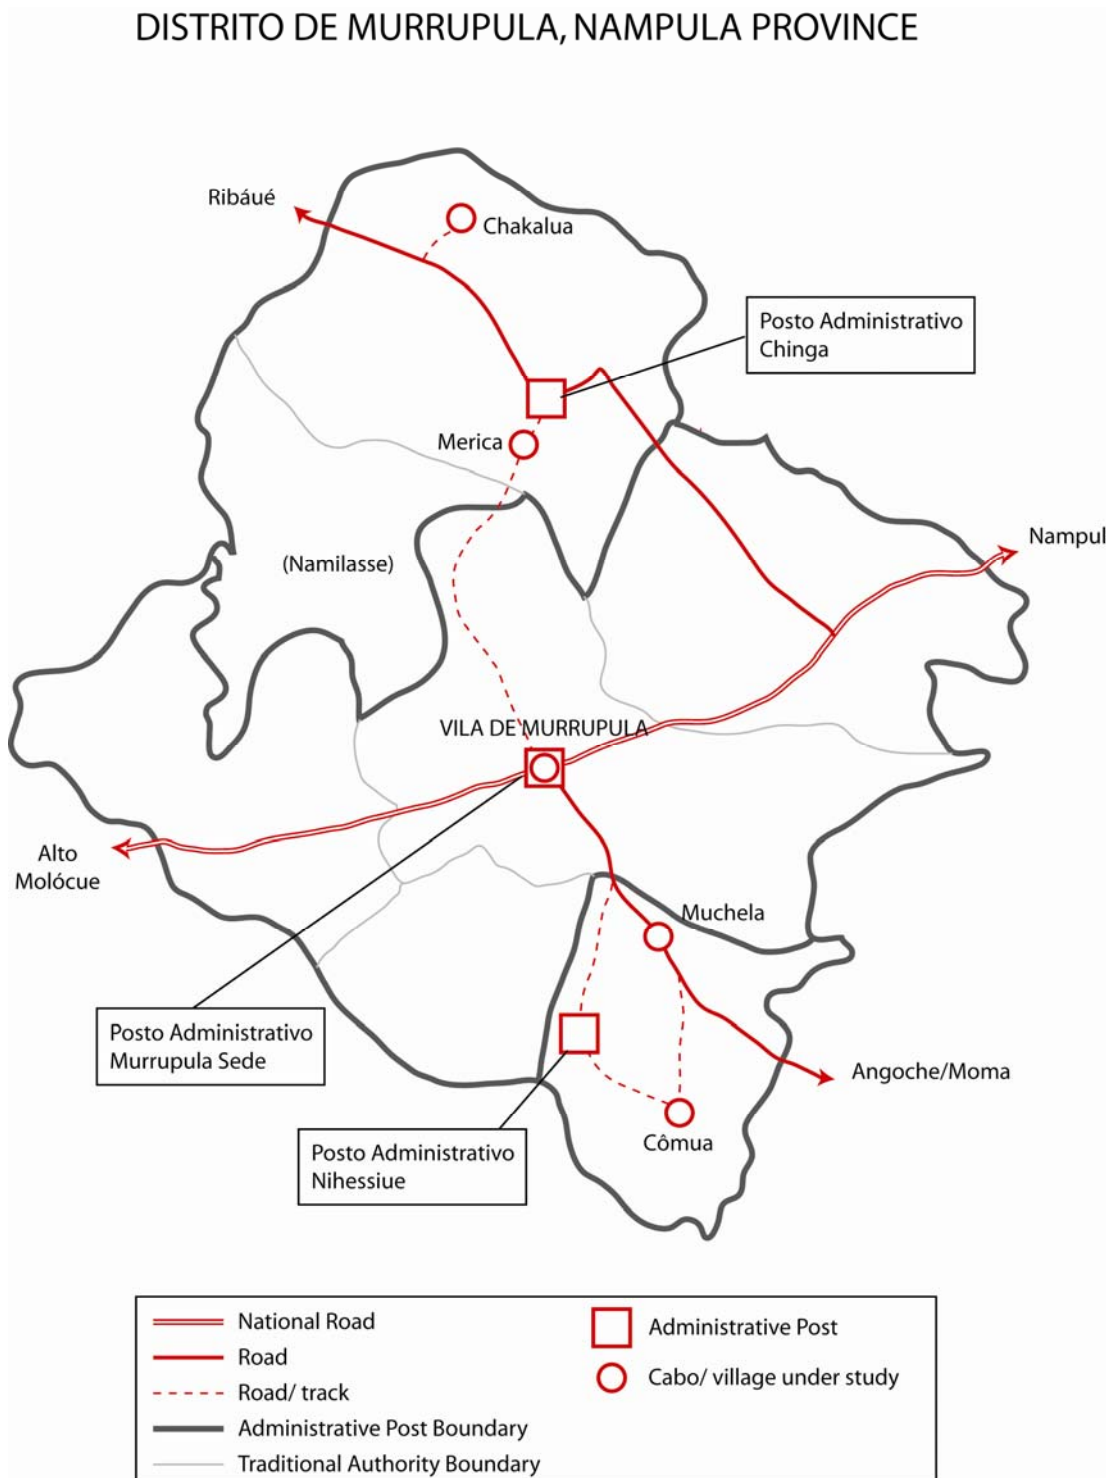 DISTRITO DE MURRUPULA, NAMPULA PROVINCE
Ribáué
Chakalua
Posto Administrativo
Chinga
Merica
Nampul
(Namilasse)
VILA DE MURRUPULA
Alto
Molócue
Muchela
Posto Administrativo
Murrupula Sede
Angoche/Moma
Posto Administrativo
Nihessiue
Cômua
National Road
Road
Road/ track
Administrative Post Boundary
Traditional Authority Boundary
Administrative Post
Cabo/ village under study